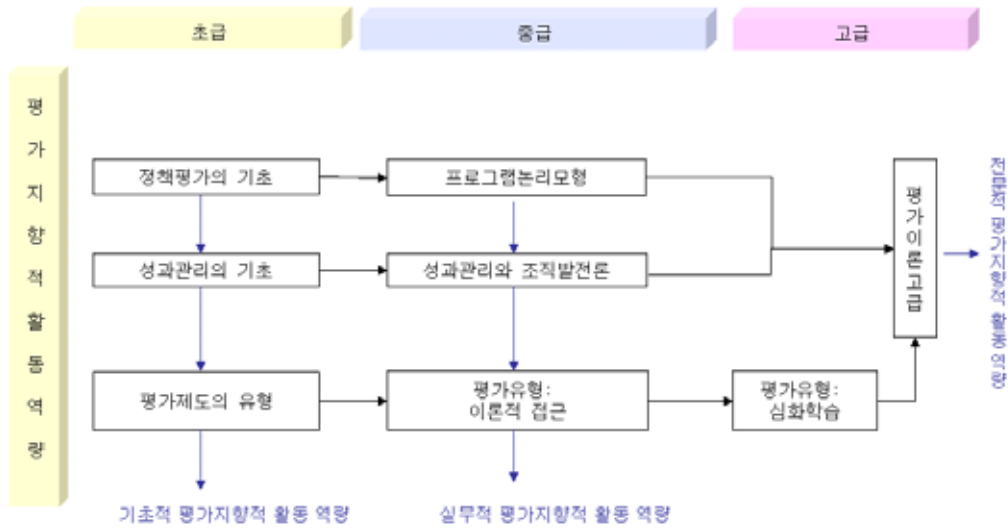 초급
중급
고급
평가지향적활동역량
정책평가의 기초
프로그램논리모형
평가이론고급
전문적 평가지향적 활동 역량
성과관리의 기초
성과관리와 조직발전론
평가제도의 유형
평가유형:
이론적 접근
평가유형:
심화학습
기초적 평가지향적 활동 역량
실무적 평가지향적 활동 역량